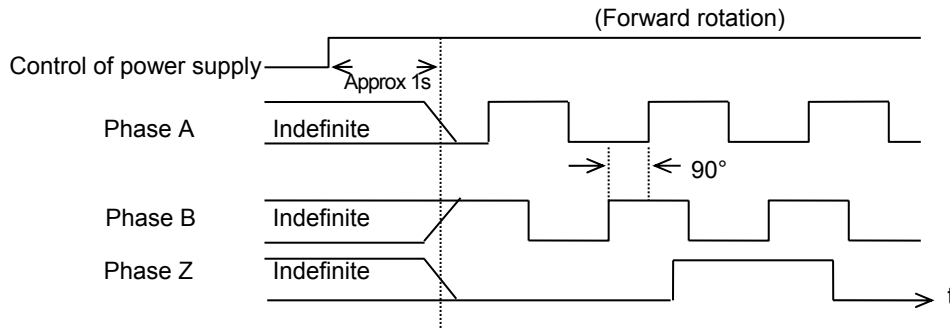 (Forward rotation)
Control of power supply
Approx 1s
Phase A
Indefinite
90°
Phase B
Indefinite
Phase Z
Indefinite
t